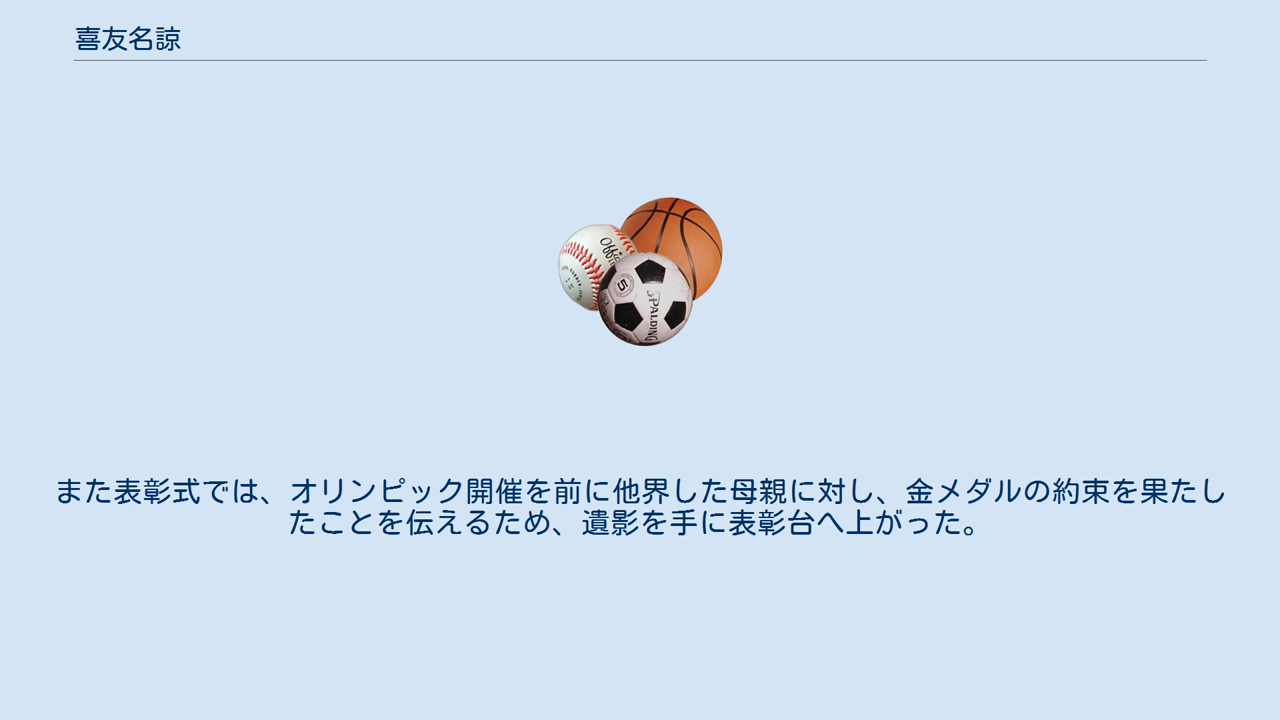 喜友名諒
Offic
5
SPALDING
また表彰式では、オリンピック開催を前に他界した母親に対し、金メダルの約束を果たし
たことを伝えるため、遺影を手に表彰台へ上がった。